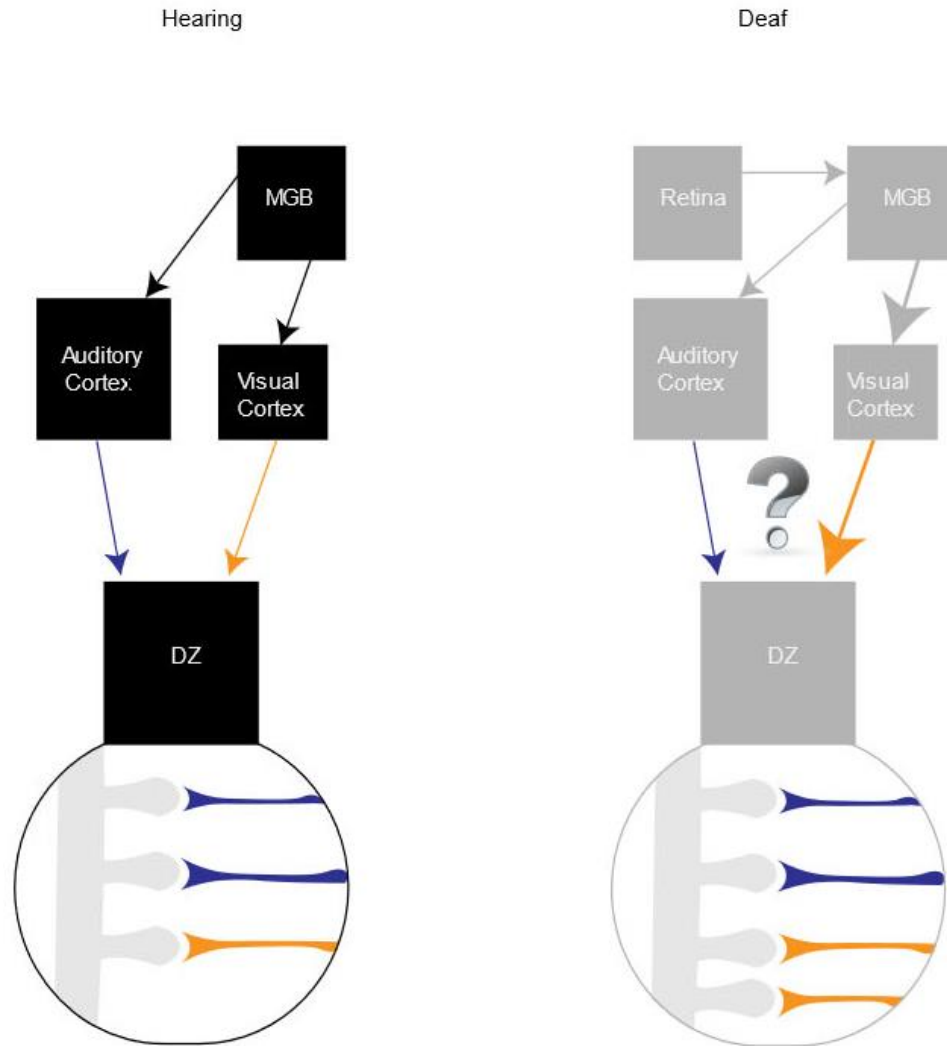 Hearing
Deaf
MGB
Auditory
Cortex
Visual
Cortex
DZ
Retina
MGB
Auditory
Cortex
Visual
Cortex
?
DZ